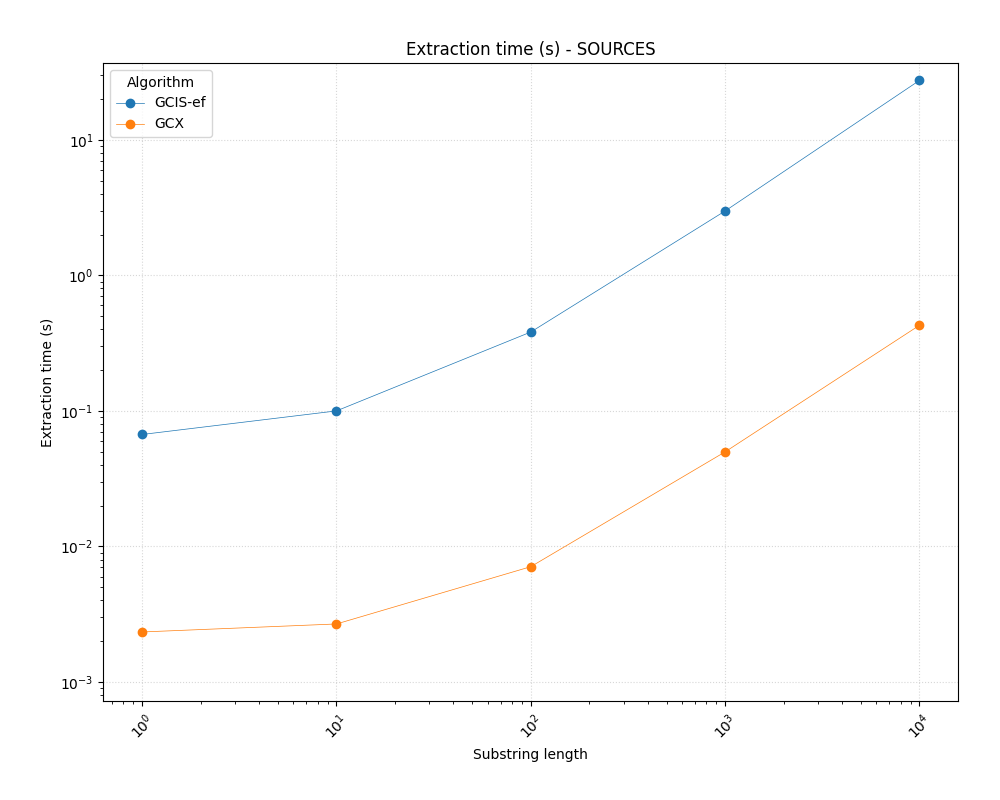 Extraction time (s) - SOURCES
Algorithm
GCIS-ef
GCX
Extraction time (s)
10¹
10⁰
10⁻¹
10⁻²
10⁻³
10⁰ 10¹ 10² 10³ 10⁴
Substring length